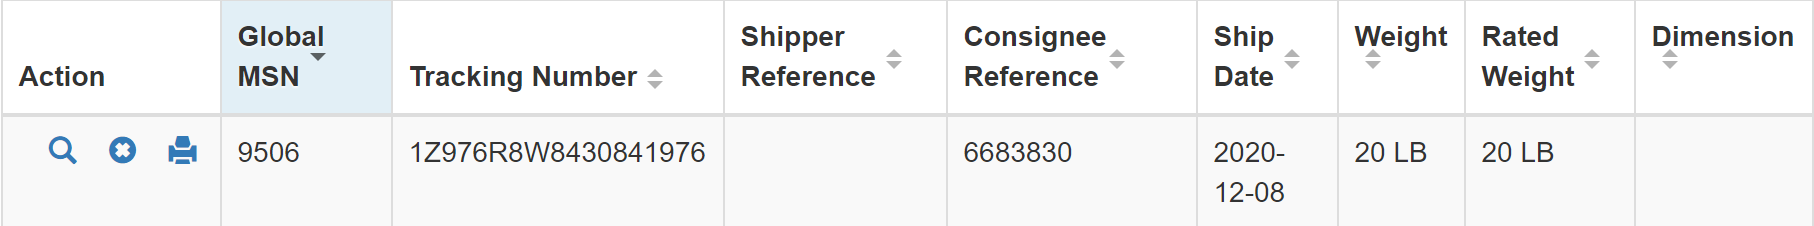 Action
Global
MSN
Tracking Number
Shipper
Reference
Consignee
Reference
Ship
Date
Weight
Rated
Weight
Dimension
9506
1Z976R8W8430841976
6683830
2020-
12-08
20 LB
20 LB